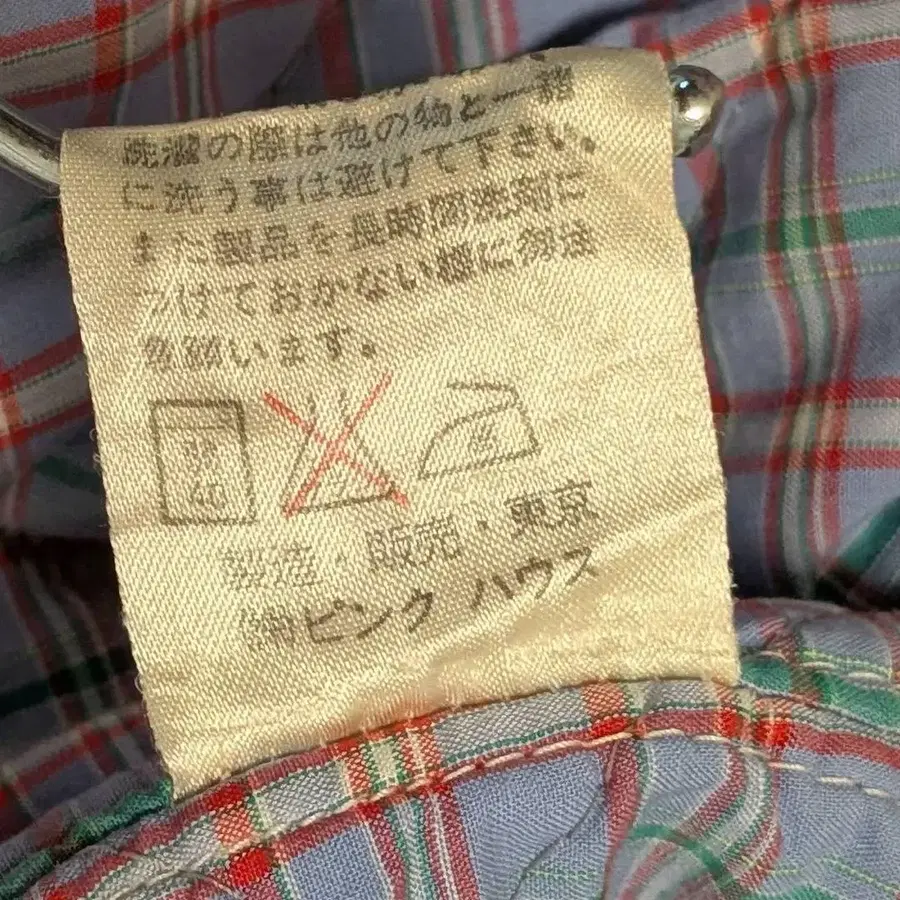 洗濯の際は他の物と一緒
に洗う事は避けて下さい。
また製品を長時間洗剤に
つけておかない様に御注
意願います。
40
製造・販売・東京
㈱ピンク ハウス